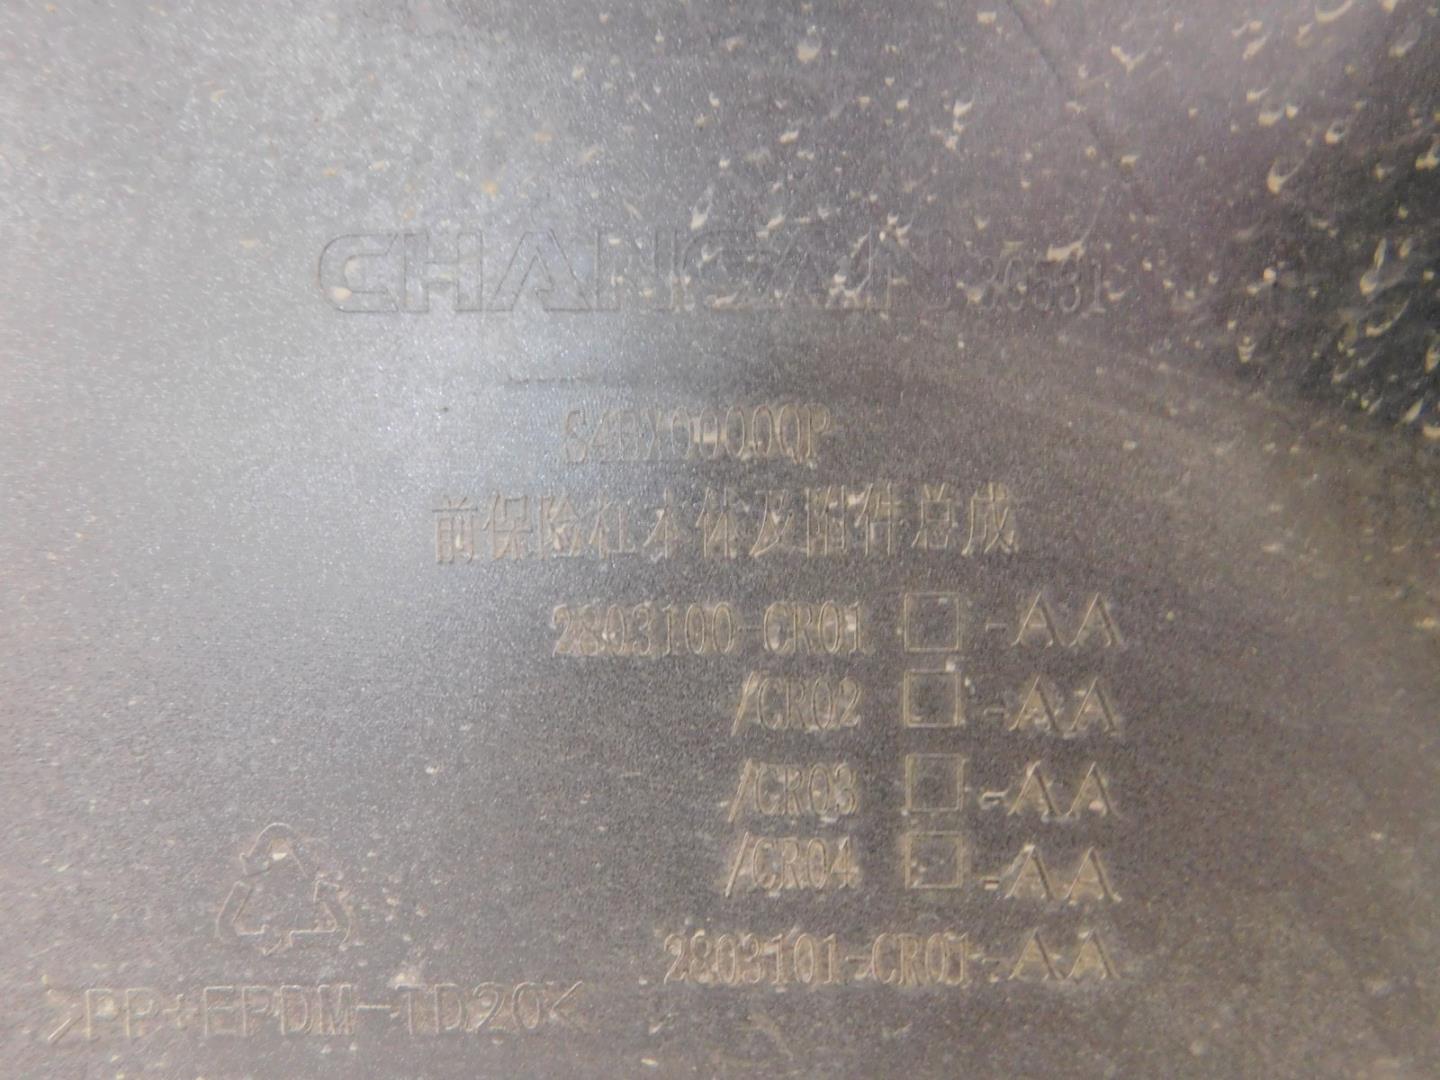 CHANGAN 30531
前保险杠本体及附件总成
2803100-CR01 □-AA
/CR02 □-AA
/CR03 □-AA
/CR04 □-AA
2803101-CR01-AA
>PP+EPDM-TD20<